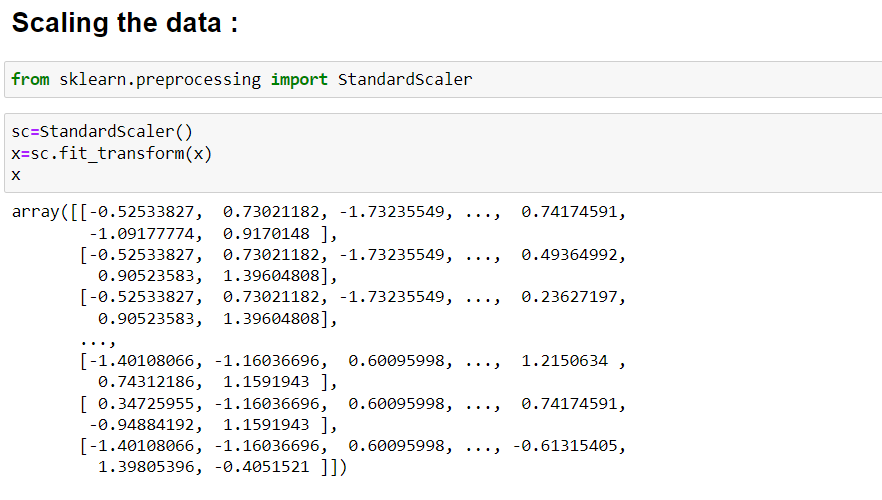 Scaling the data :
from sklearn.preprocessing import StandardScaler
sc=StandardScaler()
x=sc.fit_transform(x)
x
array([[-0.52533827,  0.73021182, -1.73235549, ...,  0.74174591,
        -1.09177774,  0.9170148 ],
       [-0.52533827,  0.73021182, -1.73235549, ...,  0.49364992,
         0.90523583,  1.39604808],
       [-0.52533827,  0.73021182, -1.73235549, ...,  0.23627197,
         0.90523583,  1.39604808],
       ...,
       [-1.40108066, -1.16036696,  0.60095998, ...,  1.2150634 ,
         0.74312186,  1.1591943 ],
       [ 0.34725955, -1.16036696,  0.60095998, ...,  0.74174591,
        -0.94884192,  1.1591943 ],
       [-1.40108066, -1.16036696,  0.60095998, ..., -0.61315405,
         1.39805396, -0.4051521 ]])